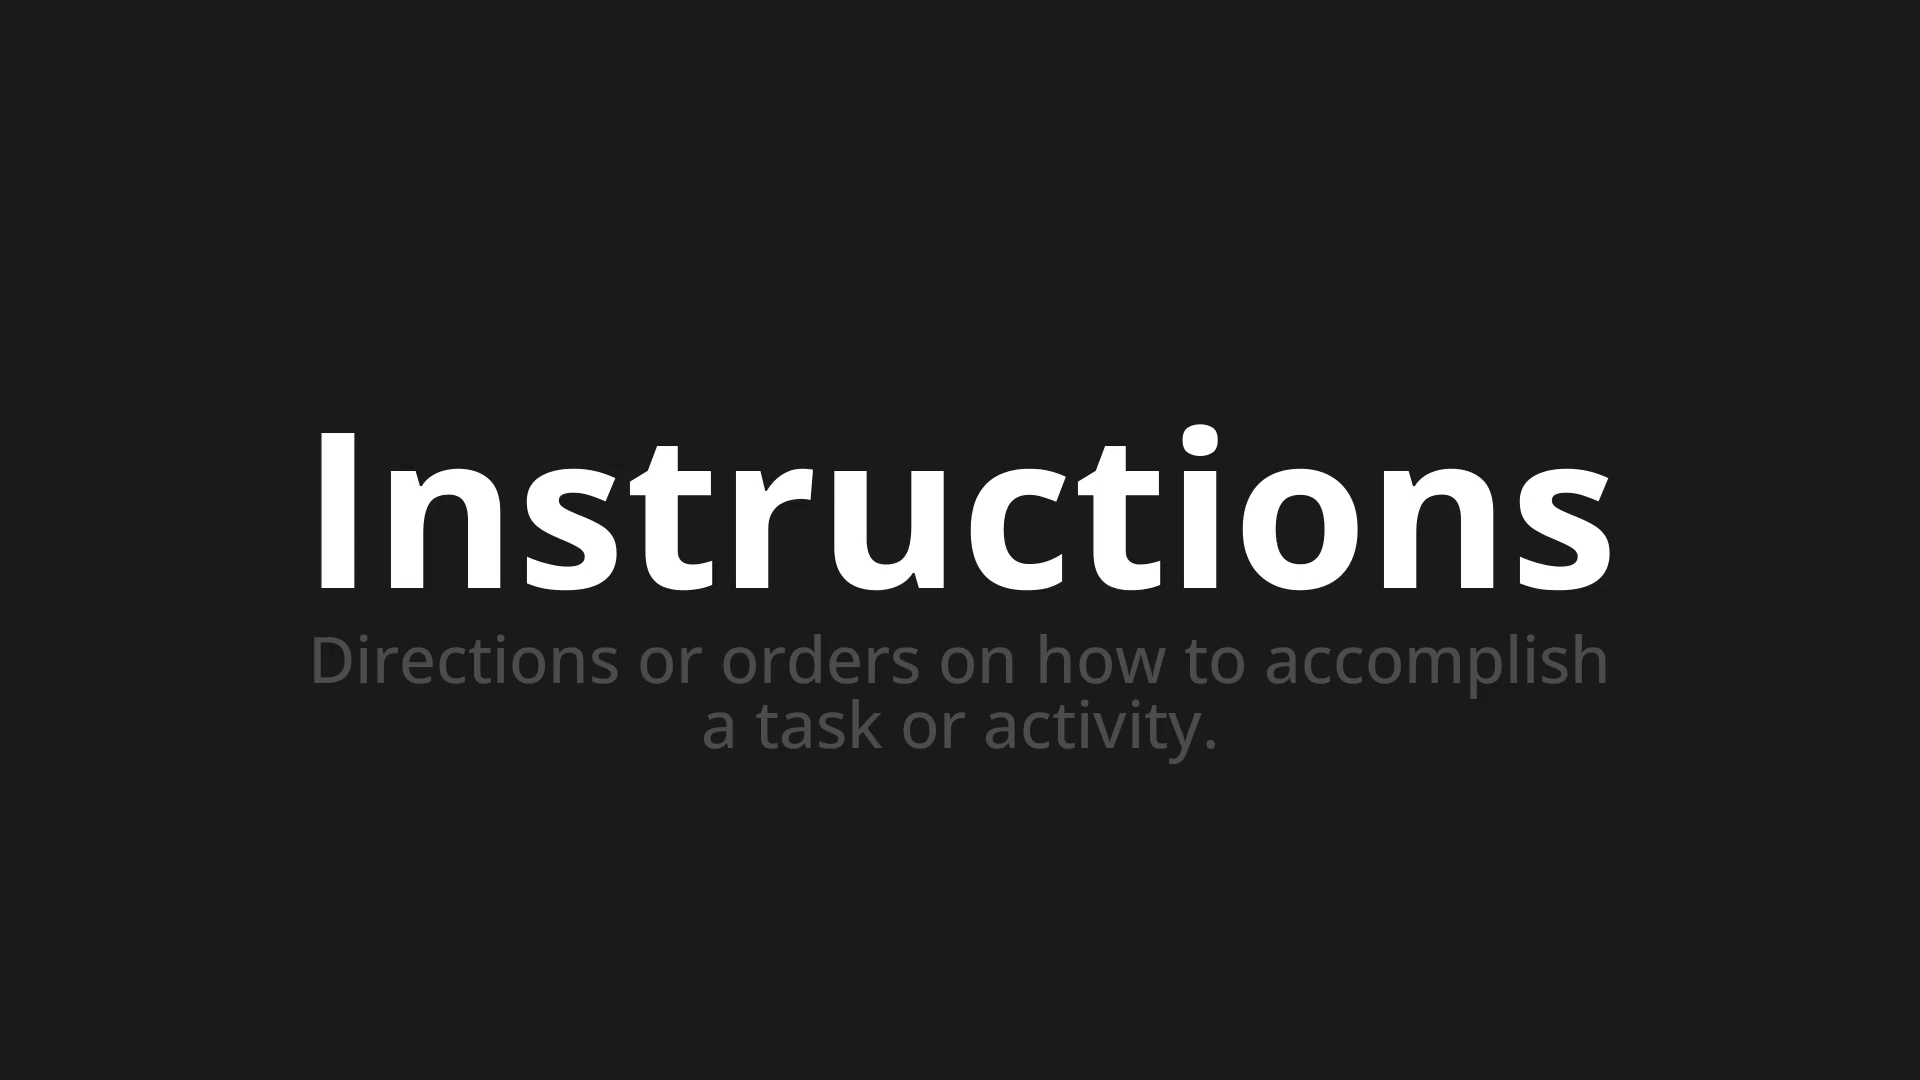 Instructions
Directions or orders on how to accomplish
a task or activity.